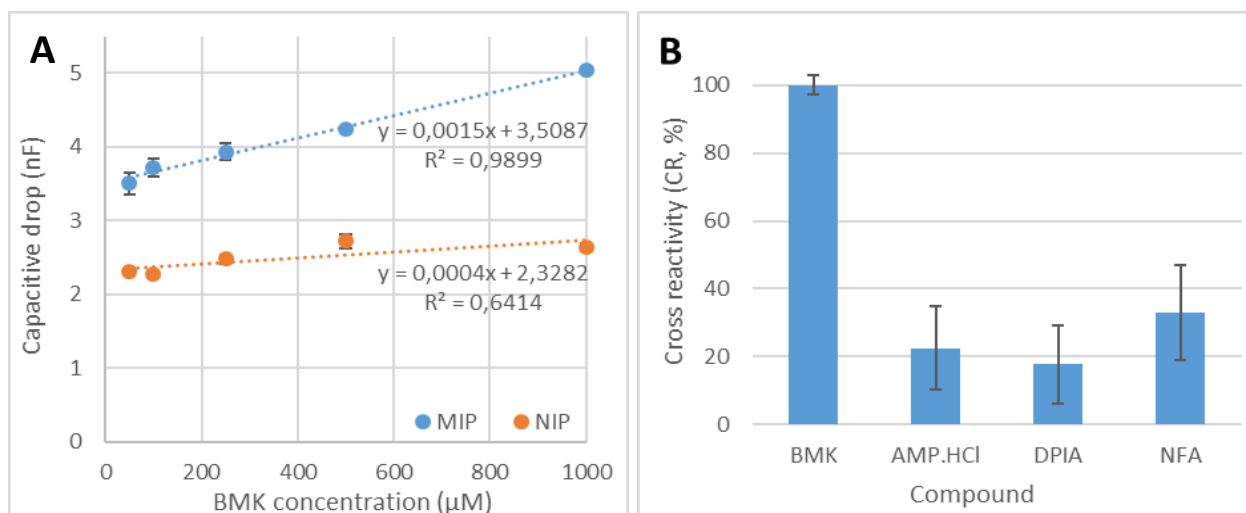 A
Capacitive drop (nF)
5
4
3
2
1
0
y = 0,0015x + 3,5087
R² = 0,9899
y = 0,0004x + 2,3282
R² = 0,6414
MIP NIP
0 200 400 600 800 1000
BMK concentration (µM)
B
Cross reactivity (CR, %)
100
80
60
40
20
0
BMK AMP.HCl DPIA NFA
Compound